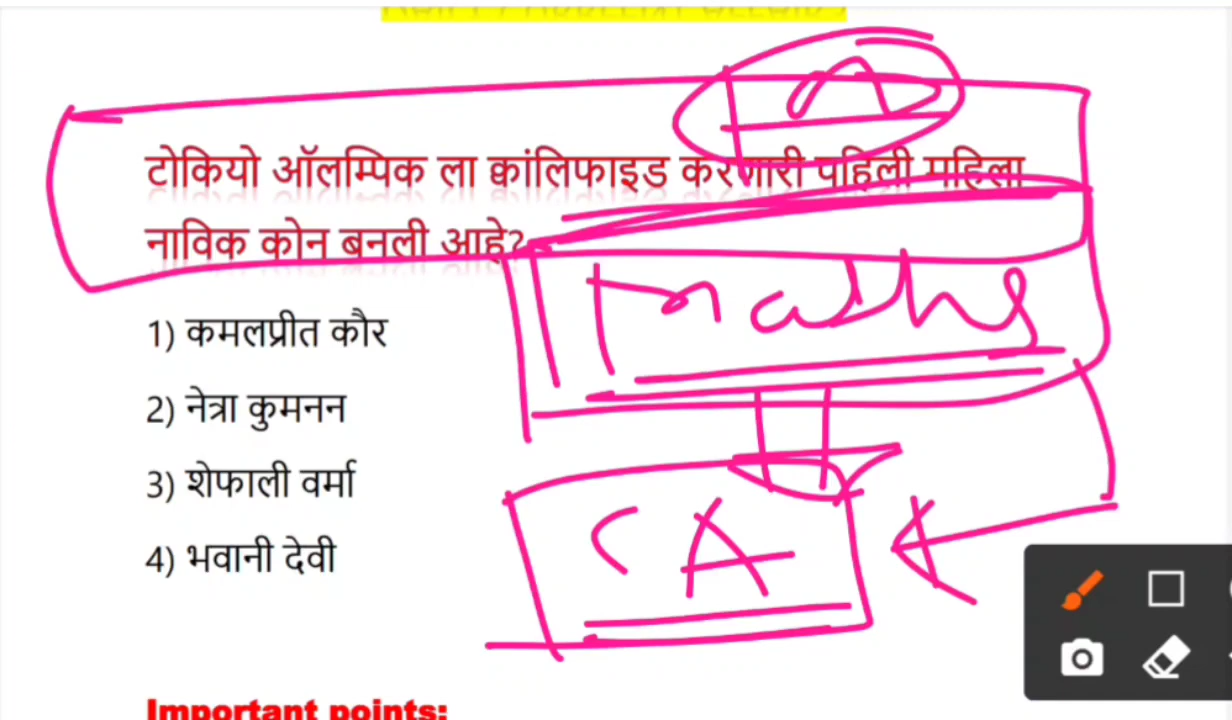 टोकियो ऑलम्पिक ला क्वांलिफाइड करणारी पहिली महिला
नाविक कोन बनली आहे?
Maths
1) कमलप्रीत कौर
2) नेत्रा कुमनन
3) शेफाली वर्मा
CA
4) भवानी देवी
Important points: